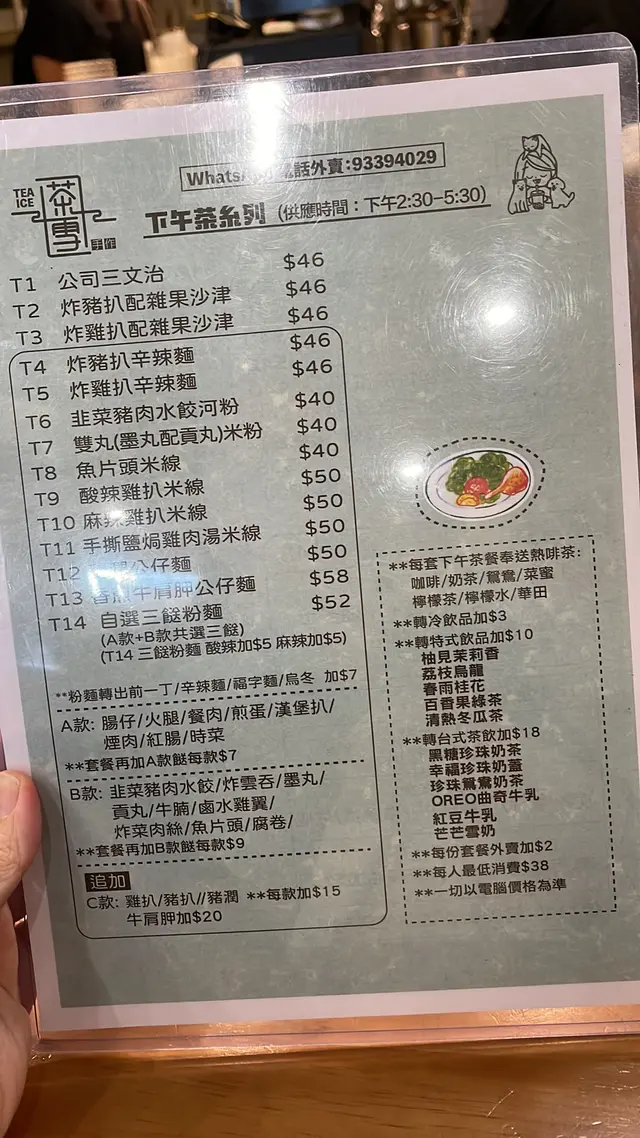 WhatsApp 電話外賣:93394029
TEA
ICE
茶雪
手作
下午茶系列 (供應時間：下午2:30-5:30)
T1 公司三文治 $46
T2 炸豬扒配雜果沙津 $46
T3 炸雞扒配雜果沙津 $46
T4 炸豬扒辛辣麵 $46
T5 炸雞扒辛辣麵 $46
T6 韭菜豬肉水餃河粉 $40
T7 雙丸(墨丸配貢丸)米粉 $40
T8 魚片頭米線 $40
T9 酸辣雞扒米線 $50
T10 麻辣雞扒米線 $50
T11 手撕鹽焗雞肉湯米線 $50
T12 公仔麵 $50
T13 牛肩胛公仔麵 $58
T14 自選三餸粉麵 $52
(A款+B款共選三餸)
(T14 三餸粉麵 酸辣加$5 麻辣加$5)
**粉麵轉出前一丁/辛辣麵/福字麵/烏冬 加$7
A款: 腸仔/火腿/餐肉/煎蛋/漢堡扒/
煙肉/紅腸/時菜
**套餐再加A款餸每款$7
B款: 韭菜豬肉水餃/炸雲吞/墨丸/
貢丸/牛腩/鹵水雞翼/
炸菜肉絲/魚片頭/腐卷/
**套餐再加B款餸每款$9
追加
C款: 雞扒/豬扒//豬潤 **每款加$15
牛肩胛加$20
**每套下午茶餐奉送熱啡茶:
咖啡/奶茶/鴛鴦/菜蜜
檸檬茶/檸檬水/華田
**轉冷飲品加$3
**轉特式飲品加$10
柚見茉莉香
荔枝烏龍
春雨桂花
百香果綠茶
清熱冬瓜茶
**轉台式茶飲加$18
黑糖珍珠奶茶
幸福珍珠奶蓋
珍珠鴛鴦奶茶
OREO曲奇牛乳
紅豆牛乳
芒芒雪奶
**每份套餐外賣加$2
**每人最低消費$38
**一切以電腦價格為準